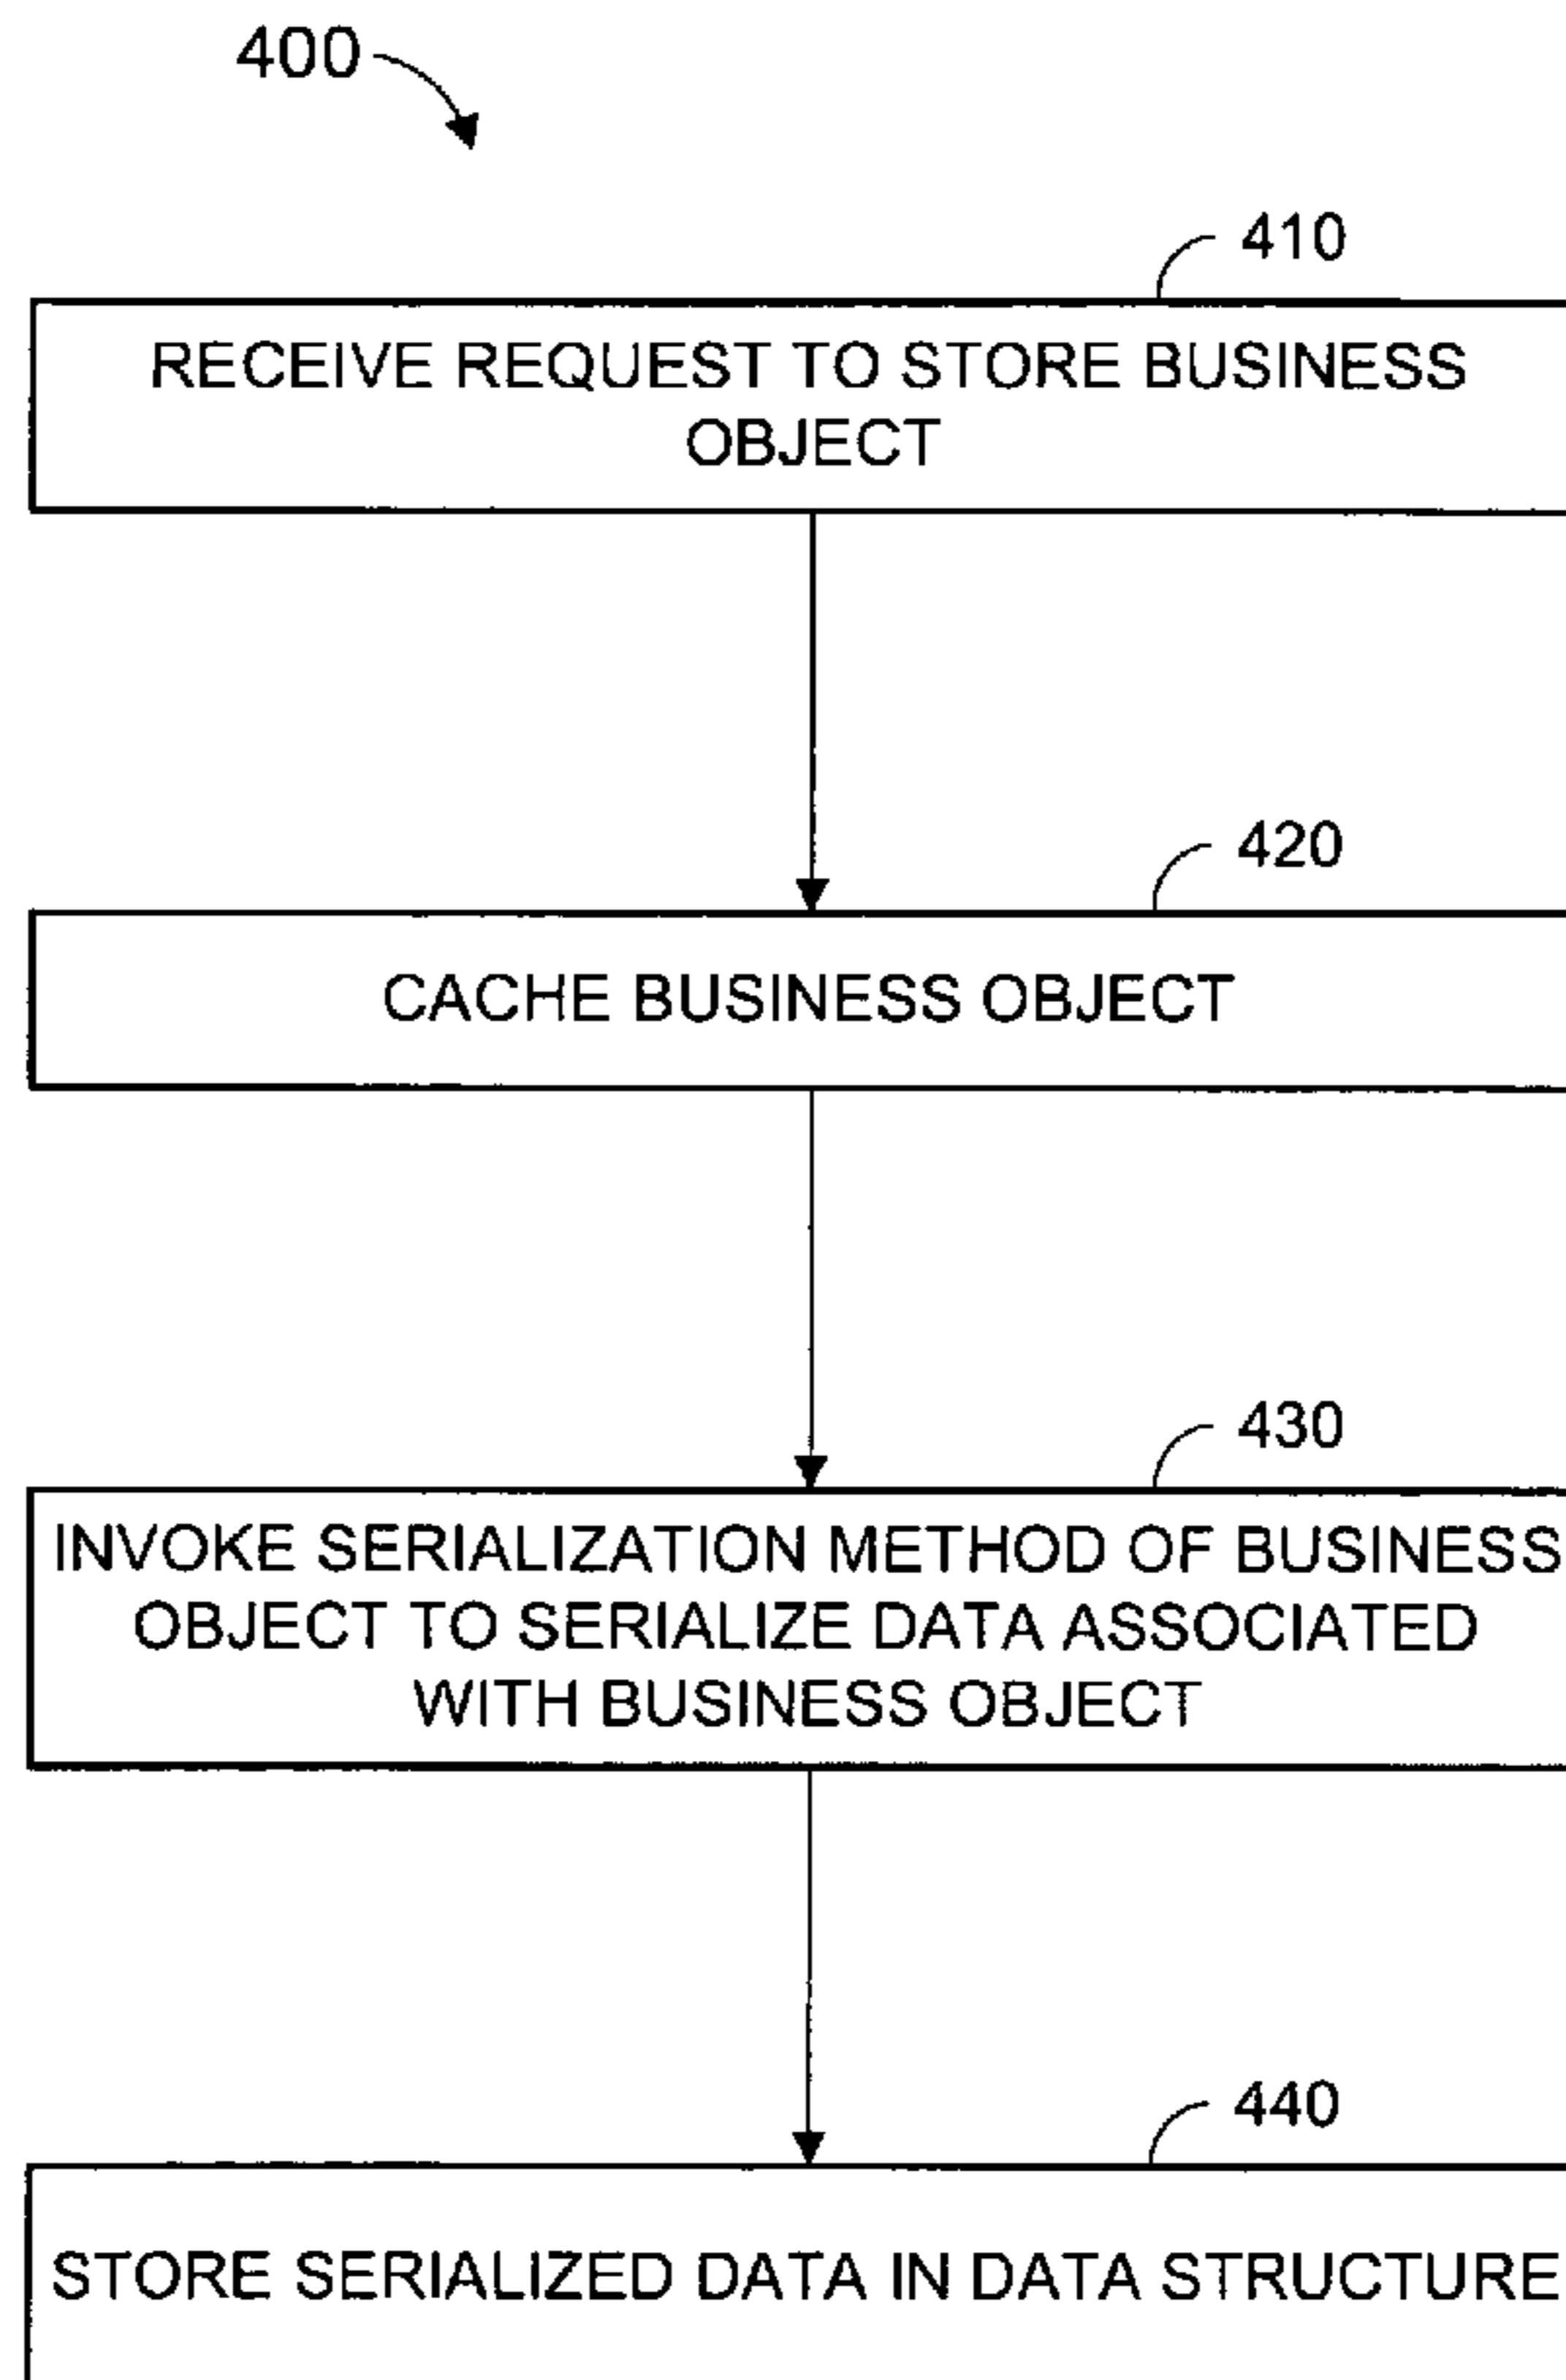 400
410
RECEIVE REQUEST TO STORE BUSINESS
OBJECT
420
CACHE BUSINESS OBJECT
430
INVOKE SERIALIZATION METHOD OF BUSINESS
OBJECT TO SERIALIZE DATA ASSOCIATED
WITH BUSINESS OBJECT
440
STORE SERIALIZED DATA IN DATA STRUCTURE